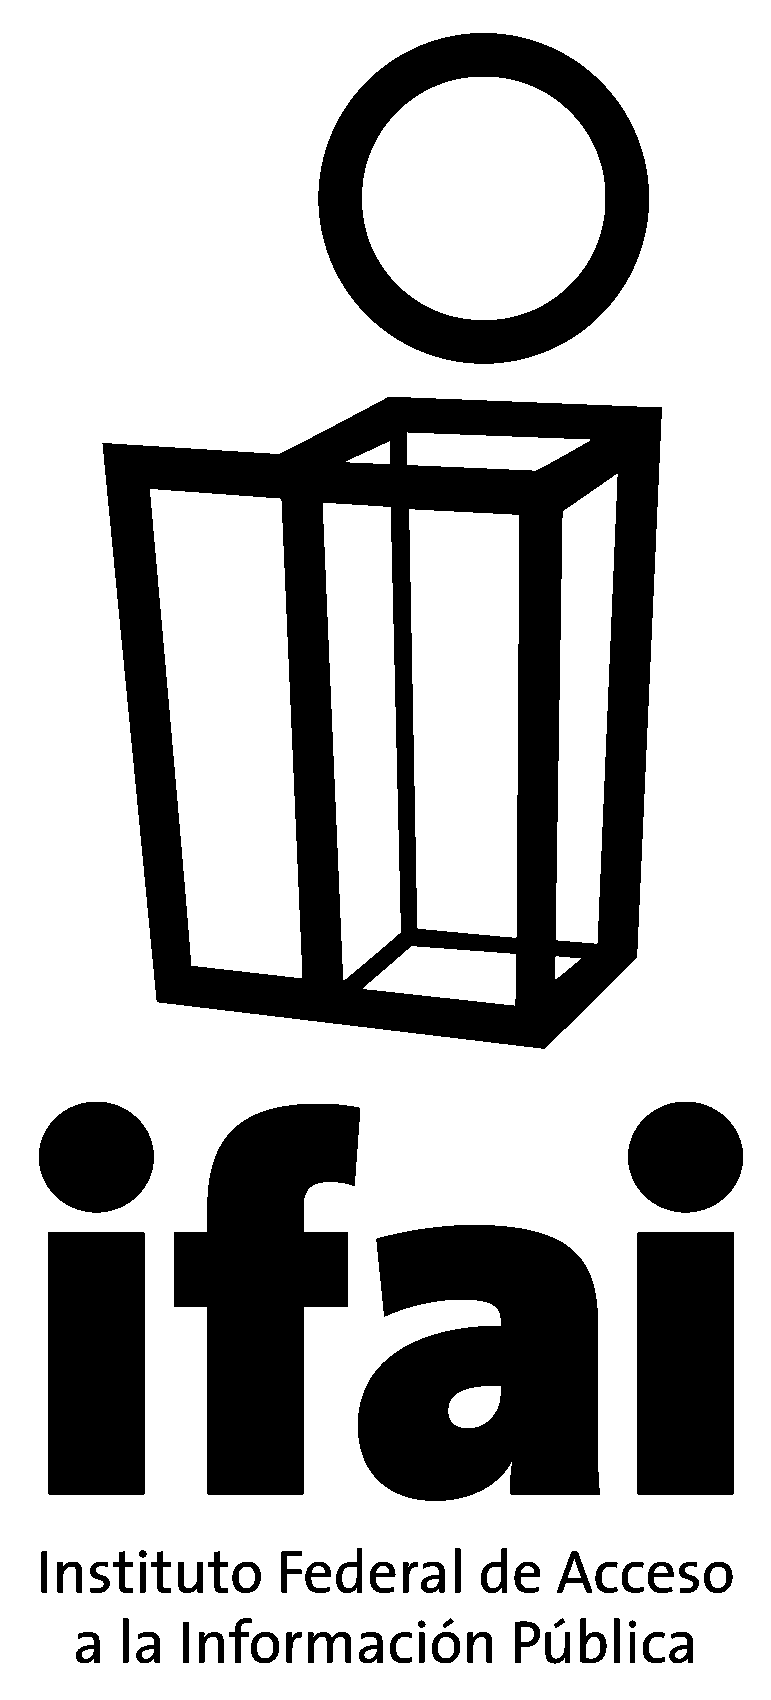 ifai
Instituto Federal de Acceso
a la Información Pública